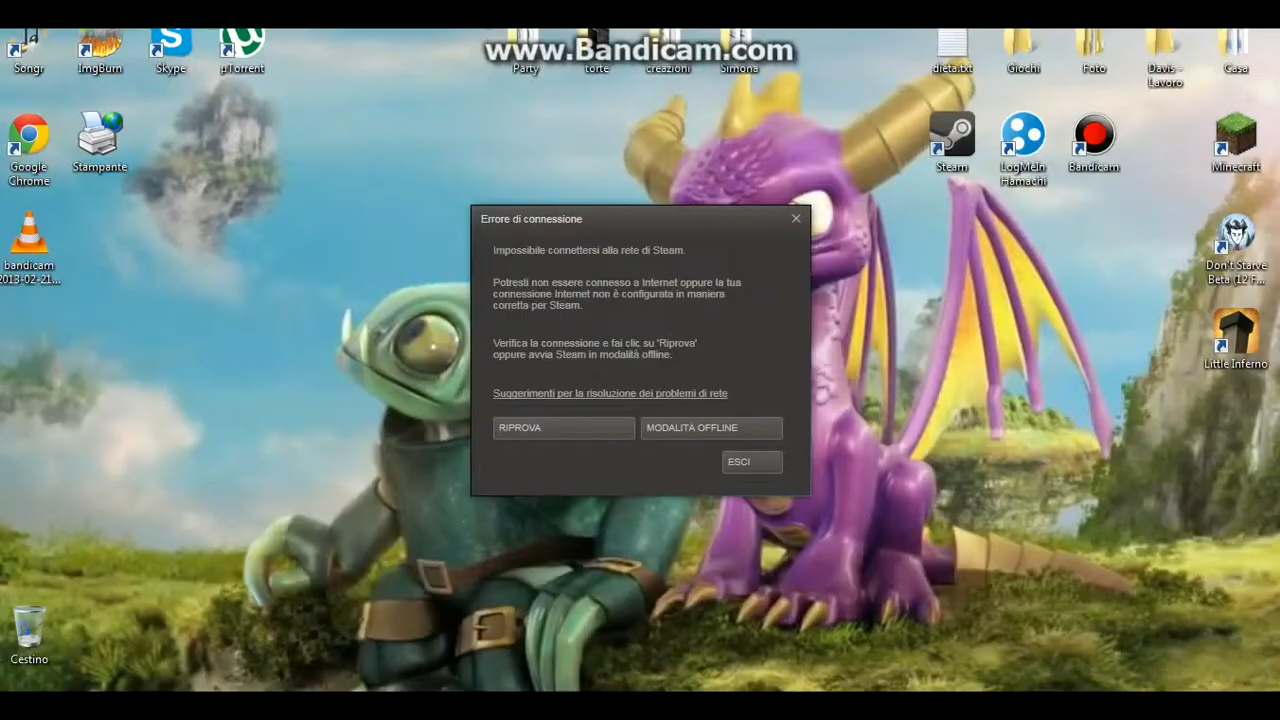 www.Bandicam.com
Songr
ImgBurn
Skype
µTorrent
Party
torte
creazioni
Simona
dieta.txt
Giochi
Foto
Davis -
Lavoro
Casa
Google
Chrome
Stampante
Steam
LogMeIn
Hamachi
Bandicam
Minecraft
bandicam
2013-02-21...
Errore di connessione
Impossibile connettersi alla rete di Steam.
Potresti non essere connesso a Internet oppure la tua
connessione Internet non è configurata in maniera
corretta per Steam.
Verifica la connessione e fai clic su 'Riprova'
oppure avvia Steam in modalità offline.
Suggerimenti per la risoluzione dei problemi di rete
RIPROVA
MODALITÀ OFFLINE
ESCI
Don't Starve
Beta (12 F...
Little Inferno
Cestino